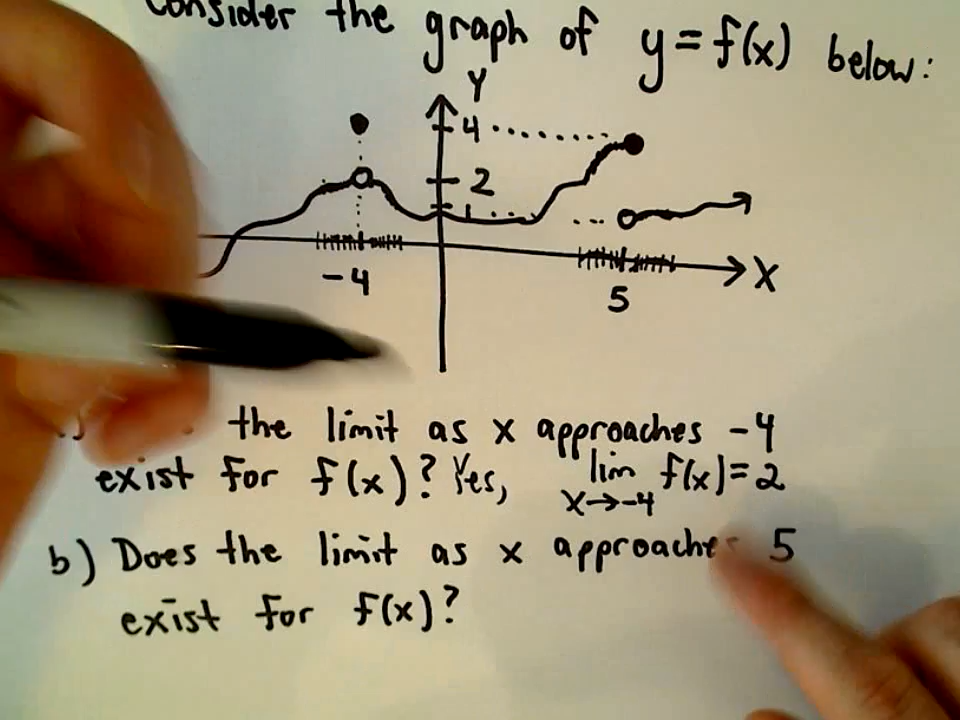 Consider the graph of y=f(x) below:
Y
4
2
1
-4
5
X
the limit as x approaches -4
exist for f(x)? Yes, lim f(x)=2
x→-4
b) Does the limit as x approaches 5
exist for f(x)?